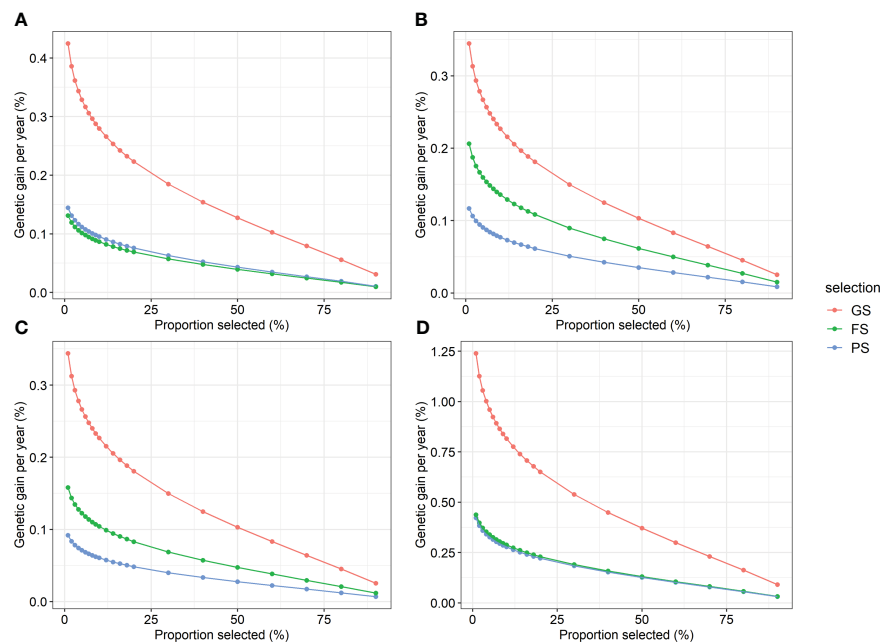 A
Genetic gain per year (%)
0.4
0.3
0.2
0.1
0.0
0
25
50
75
Proportion selected (%)
B
Genetic gain per year (%)
0.3
0.2
0.1
0.0
0
25
50
75
Proportion selected (%)
selection
GS
FS
PS
C
Genetic gain per year (%)
0.3
0.2
0.1
0.0
0
25
50
75
Proportion selected (%)
D
Genetic gain per year (%)
1.25
1.00
0.75
0.50
0.25
0.00
0
25
50
75
Proportion selected (%)